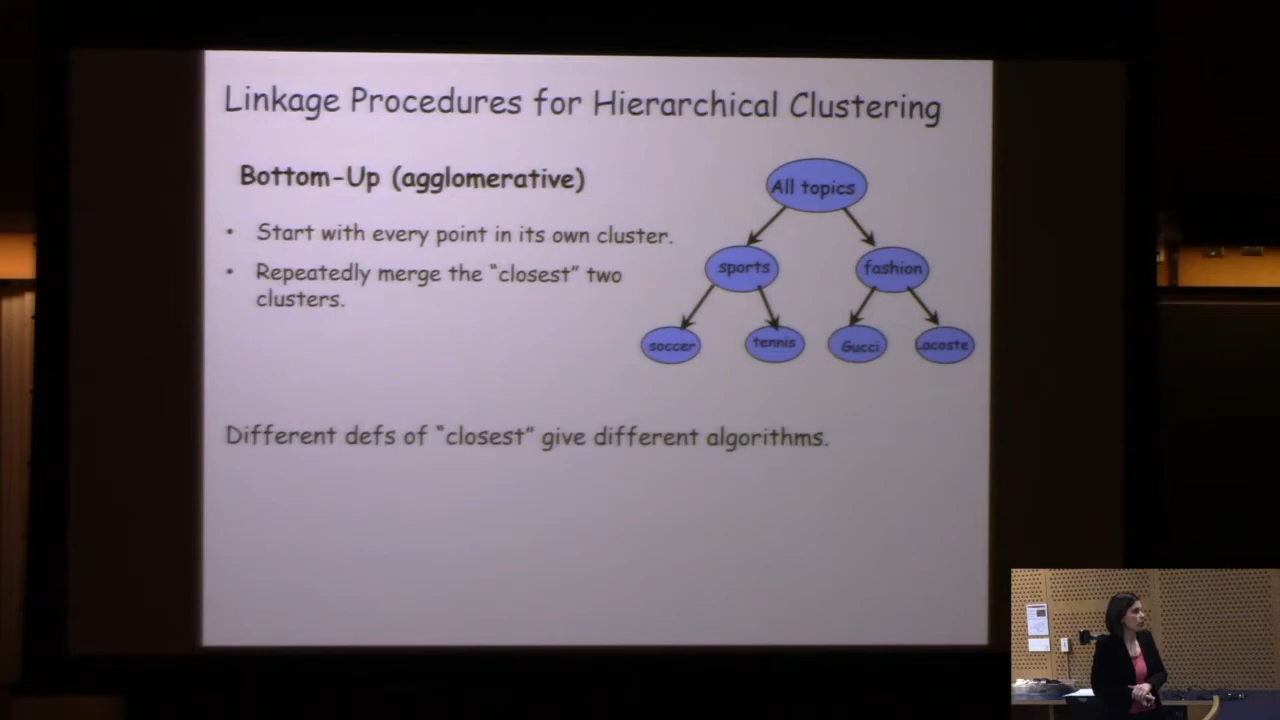 Linkage Procedures for Hierarchical Clustering
Bottom-Up (agglomerative)
• Start with every point in its own cluster.
• Repeatedly merge the "closest" two
clusters.
All topics
sports
fashion
soccer
tennis
Gucci
Lacoste
Different defs of "closest" give different algorithms.